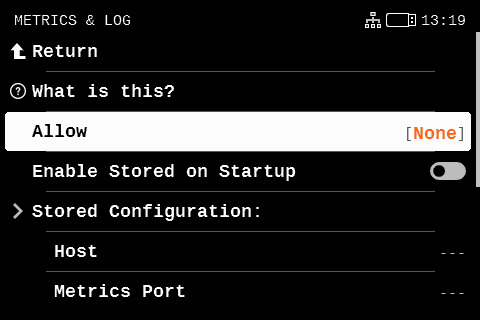 METRICS & LOG 13:19
Return
? What is this?
Allow [None]
Enable Stored on Startup
Stored Configuration:
Host ---
Metrics Port ---